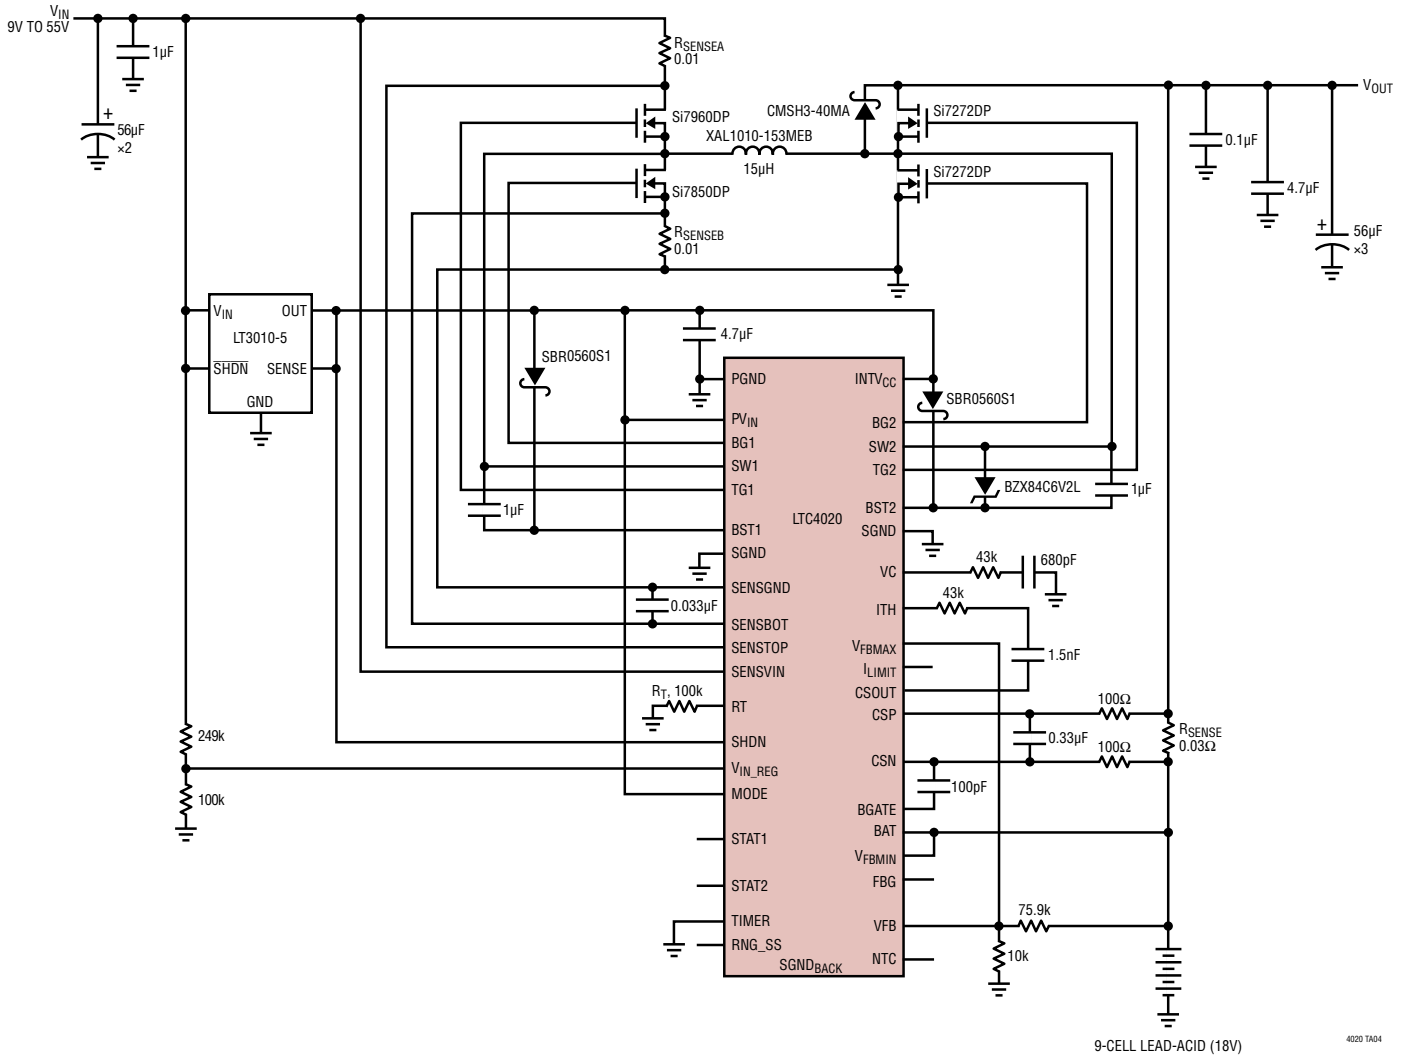 VIN
9V TO 55V
1µF
+
56µF
×2
RSENSEA
0.01
Si7960DP
CMSH3-40MA
Si7272DP
VOUT
XAL1010-153MEB
15µH
0.1µF
Si7850DP
Si7272DP
4.7µF
RSENSEB
0.01
+
56µF
×3
VIN
OUT
LT3010-5
SHDN
SENSE
GND
SBR0560S1
4.7µF
PGND
INTVCC
SBR0560S1
PVIN
BG2
BG1
SW2
SW1
TG2
TG1
BZX84C6V2L
1µF
1µF
BST2
LTC4020
BST1
SGND
SGND
43k
680pF
VC
SENSGND
43k
0.033µF
ITH
SENSBOT
SENSTOP
VFBMAX
1.5nF
SENSVIN
ILIMIT
CSOUT
RT, 100k
RT
100Ω
CSP
249k
RSENSE
0.03Ω
0.33µF
SHDN
100Ω
CSN
VIN_REG
100k
100pF
MODE
BGATE
BAT
STAT1
VFBMIN
FBG
STAT2
75.9k
TIMER
VFB
RNG_SS
10k
NTC
SGNDBACK
9-CELL LEAD-ACID (18V)
4020 TA04